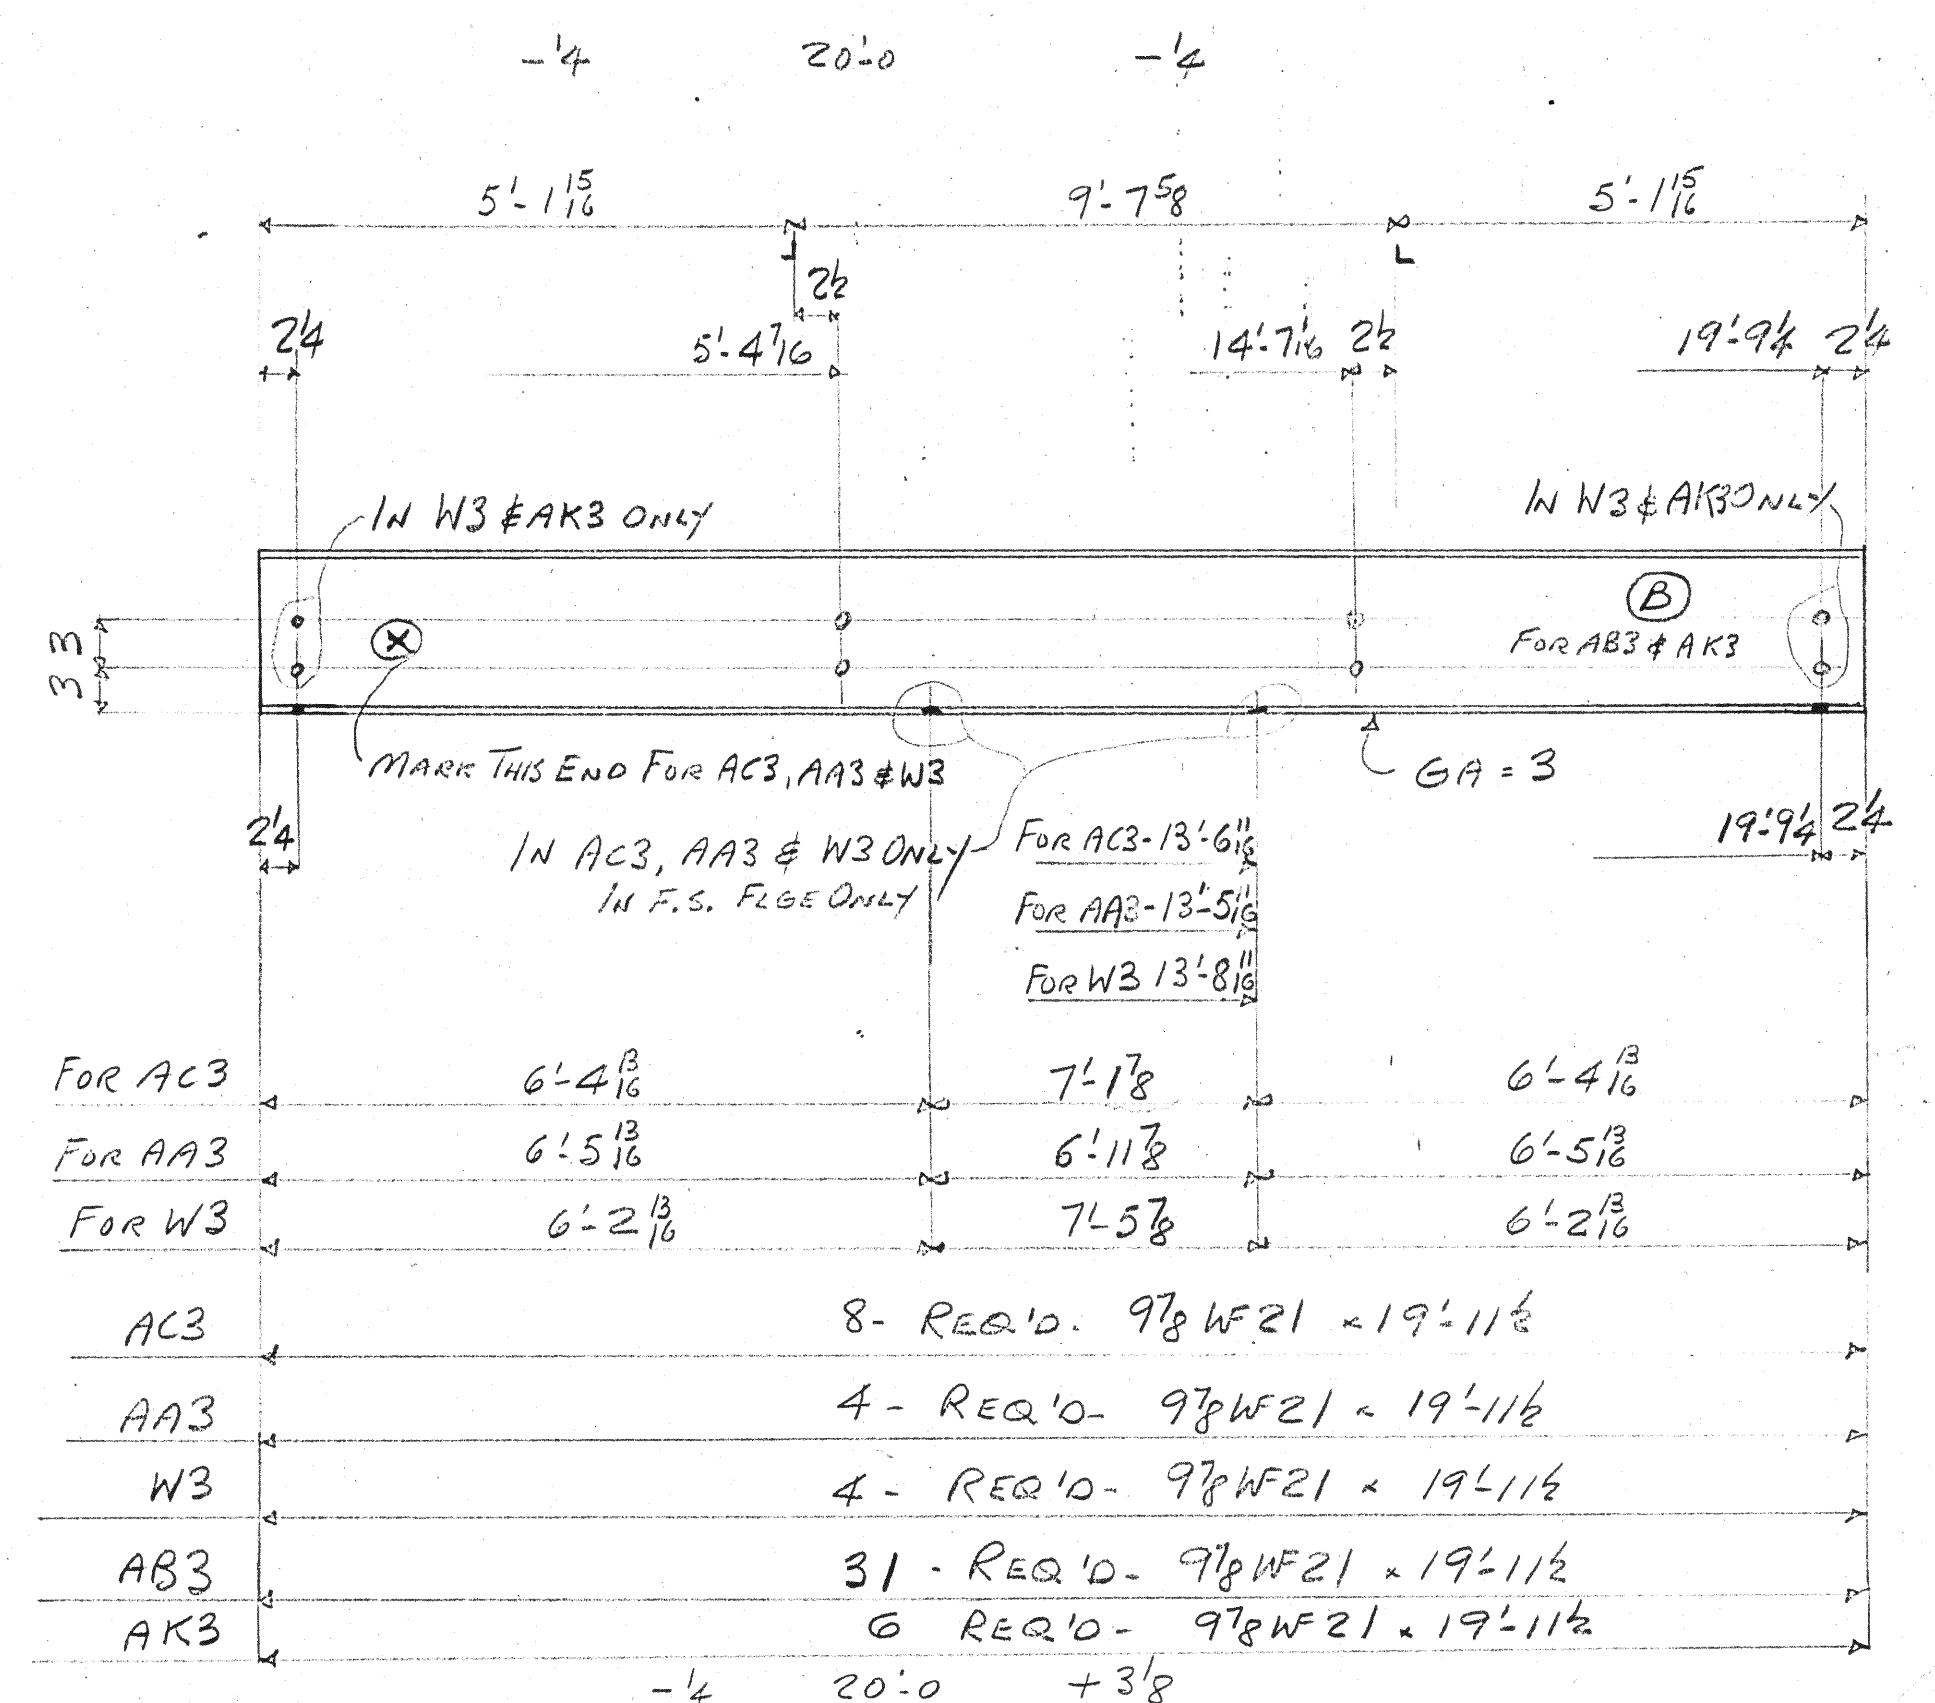 -1/4 20'-0 -1/4
5'-1 15/16 9'-7 5/8 5'-1 15/16
L 2 1/2 L
2 1/4 5'-4 7/16 14'-7 1/16 2 1/2 19'-9 1/4 2 1/4
IN W3 & AK3 ONLY IN W3 & AK3 ONLY
B
X FOR AB3 & AK3
3 3
MARK THIS END FOR AC3, AA3 & W3 GA = 3
2 1/4 19'-9 1/4 2 1/4
IN AC3, AA3 & W3 ONLY FOR AC3-13'-6 11/16
IN F.S. FLGE ONLY FOR AA3-13'-5 11/16
FOR W3 13'-8 11/16
FOR AC3 6'-4 13/16 7'-1 7/8 6'-4 13/16
FOR AA3 6'-5 13/16 6'-11 7/8 6'-5 13/16
FOR W3 6'-2 13/16 7'-5 7/8 6'-2 13/16
AC3 8- REQ'D. 9 7/8 WF 21 x 19'-11 1/2
AA3 4 - REQ'D- 9 7/8 WF 21 x 19'-11 1/2
W3 4 - REQ'D- 9 7/8 WF 21 x 19'-11 1/2
AB3 31 - REQ'D- 9 7/8 WF 21 x 19'-11 1/2
AK3 6 REQ'D- 9 7/8 WF 21 x 19'-11 1/2
-1/4 20'-0 +3 1/8